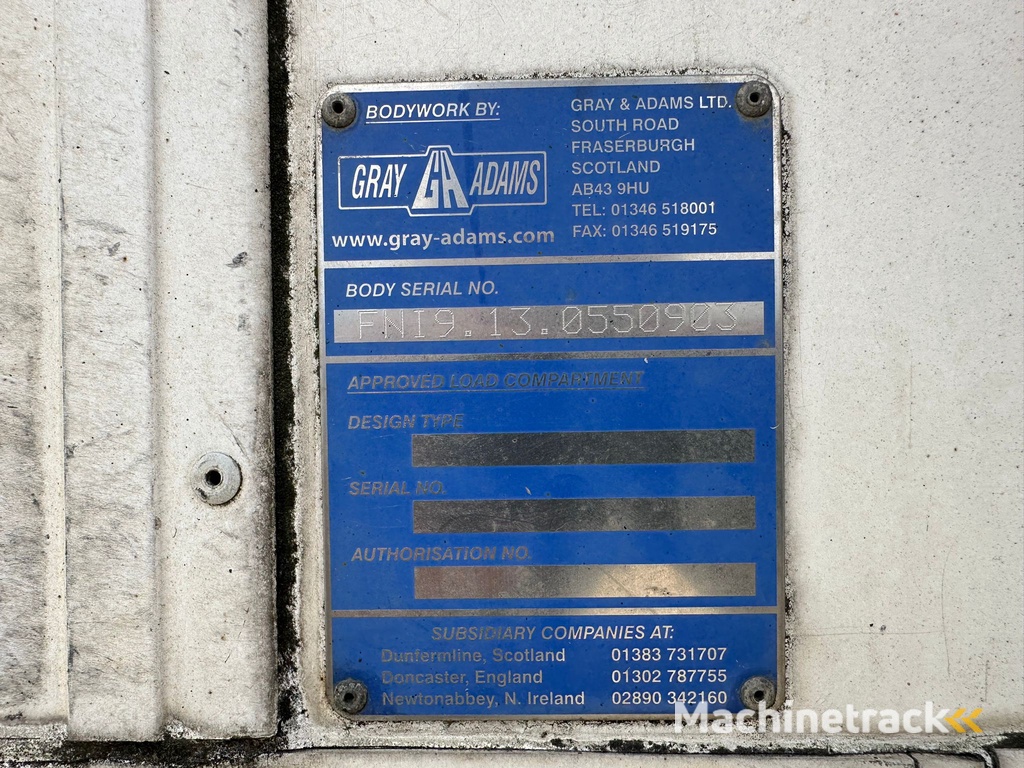 BODYWORK BY:
GRAY GA ADAMS
www.gray-adams.com
GRAY & ADAMS LTD.
SOUTH ROAD
FRASERBURGH
SCOTLAND
AB43 9HU
TEL: 01346 518001
FAX: 01346 519175
BODY SERIAL NO.
FNI9.13.0550903
APPROVED LOAD COMPARTMENT
DESIGN TYPE
SERIAL NO.
AUTHORISATION NO.
SUBSIDIARY COMPANIES AT:
Dunfermline, Scotland 01383 731707
Doncaster, England 01302 787755
Newtonabbey, N. Ireland 02890 342160
Machinetrack